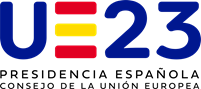 UE23
PRESIDENCIA ESPAÑOLA
CONSEJO DE LA UNIÓN EUROPEA